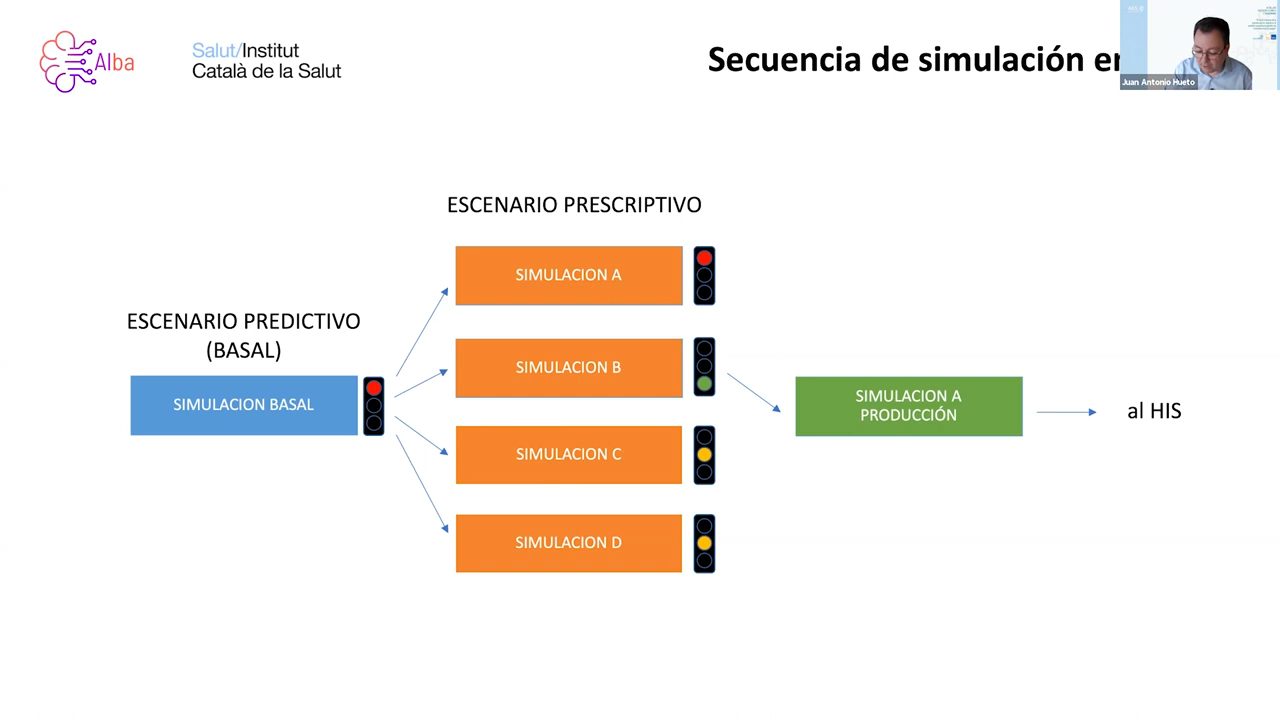 Alba
Salut/Institut
Català de la Salut
Secuencia de simulación en
Juan Antonio Hueto
ESCENARIO PRESCRIPTIVO
SIMULACION A
ESCENARIO PREDICTIVO
(BASAL)
SIMULACION B
SIMULACION BASAL
SIMULACION A
PRODUCCIÓN
al HIS
SIMULACION C
SIMULACION D